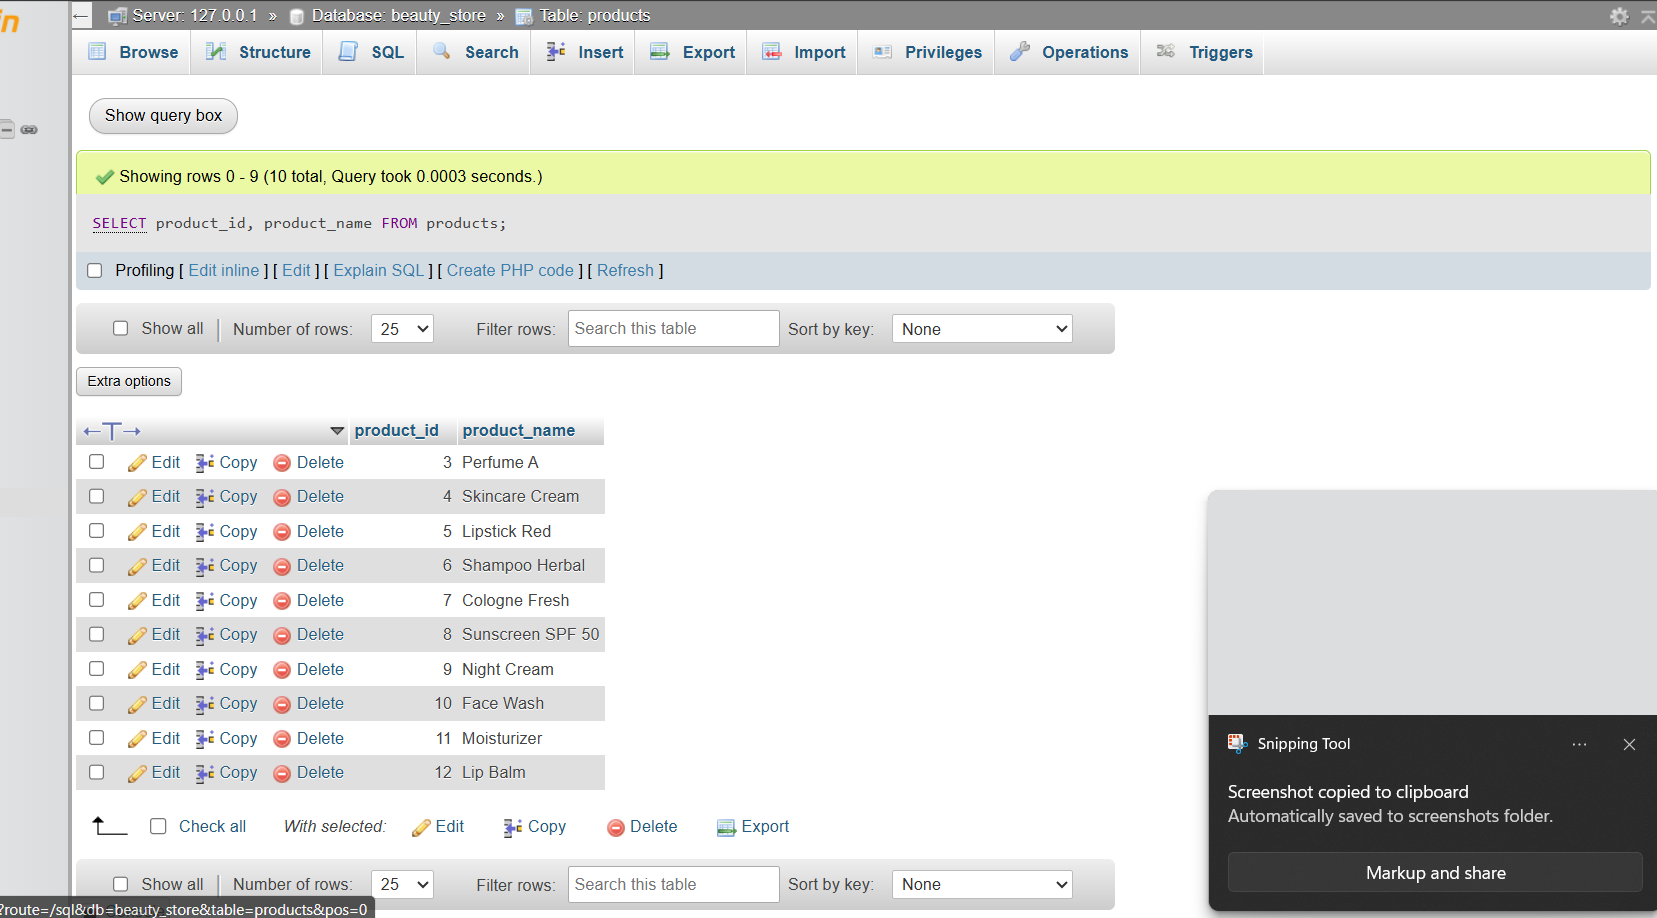 in
Server: 127.0.0.1 » Database: beauty_store » Table: products
Browse Structure SQL Search Insert Export Import Privileges Operations Triggers
Show query box
Showing rows 0 - 9 (10 total, Query took 0.0003 seconds.)
SELECT product_id, product_name FROM products;
Profiling [ Edit inline ] [ Edit ] [ Explain SQL ] [ Create PHP code ] [ Refresh ]
Show all Number of rows: 25 Filter rows: Search this table Sort by key: None
Extra options
product_id product_name
Edit Copy Delete 3 Perfume A
Edit Copy Delete 4 Skincare Cream
Edit Copy Delete 5 Lipstick Red
Edit Copy Delete 6 Shampoo Herbal
Edit Copy Delete 7 Cologne Fresh
Edit Copy Delete 8 Sunscreen SPF 50
Edit Copy Delete 9 Night Cream
Edit Copy Delete 10 Face Wash
Edit Copy Delete 11 Moisturizer
Edit Copy Delete 12 Lip Balm
Check all With selected: Edit Copy Delete Export
Show all Number of rows: 25 Filter rows: Search this table Sort by key: None
?route=/sql&db=beauty_store&table=products&pos=0
Snipping Tool
Screenshot copied to clipboard
Automatically saved to screenshots folder.
Markup and share